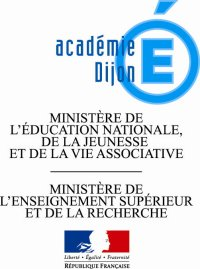 académie
Dijon
É
MINISTÈRE DE
L'ÉDUCATION NATIONALE,
DE LA JEUNESSE
ET DE LA VIE ASSOCIATIVE
MINISTÈRE DE
L'ENSEIGNEMENT SUPÉRIEUR
ET DE LA RECHERCHE
Liberté • Égalité • Fraternité
RÉPUBLIQUE FRANÇAISE